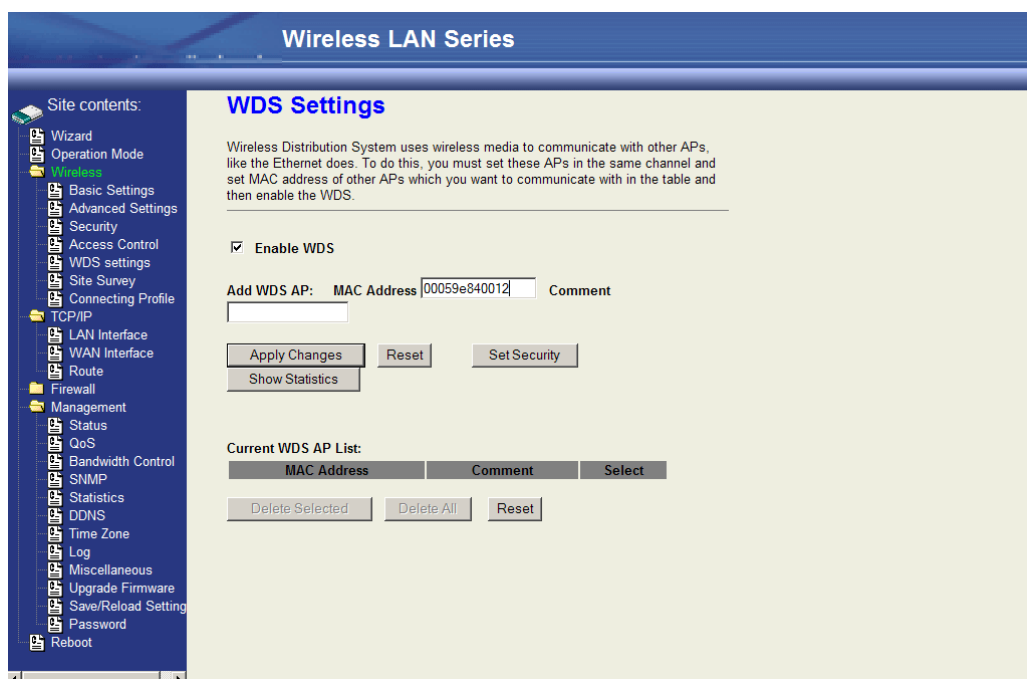 Wireless LAN Series
Site contents:
Wizard
Operation Mode
Wireless
Basic Settings
Advanced Settings
Security
Access Control
WDS settings
Site Survey
Connecting Profile
TCP/IP
LAN Interface
WAN Interface
Route
Firewall
Management
Status
QoS
Bandwidth Control
SNMP
Statistics
DDNS
Time Zone
Log
Miscellaneous
Upgrade Firmware
Save/Reload Setting
Password
Reboot
WDS Settings
Wireless Distribution System uses wireless media to communicate with other APs,
like the Ethernet does. To do this, you must set these APs in the same channel and
set MAC address of other APs which you want to communicate with in the table and
then enable the WDS.
Enable WDS
Add WDS AP: MAC Address 00059e840012 Comment
Apply Changes Reset Set Security
Show Statistics
Current WDS AP List:
MAC Address Comment Select
Delete Selected Delete All Reset